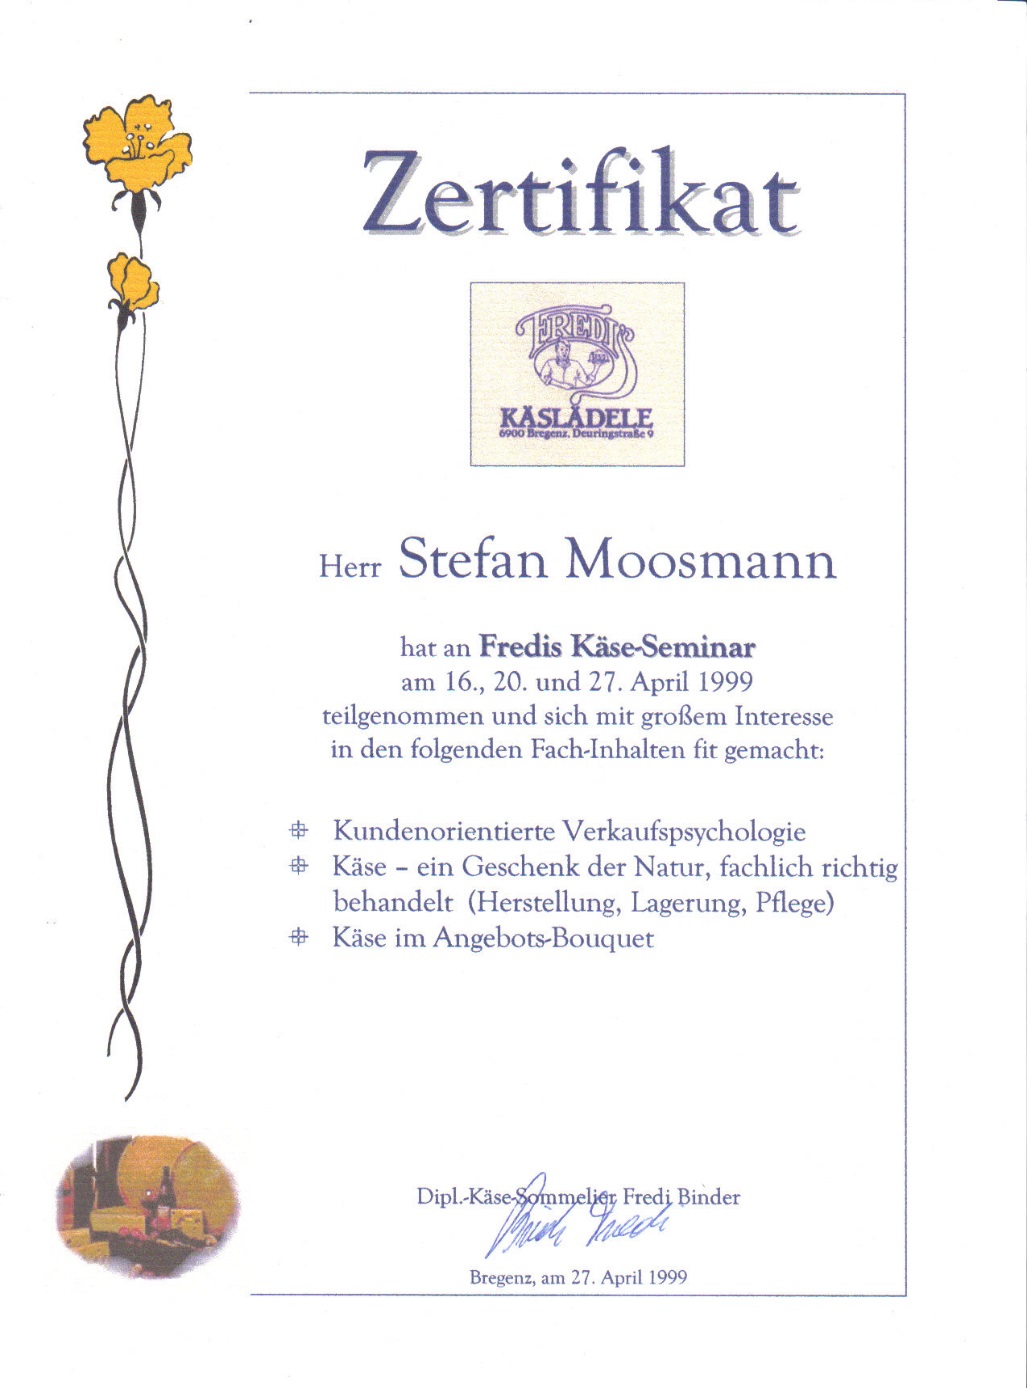 Zertifikat
FREDI'S
KÄSLÄDELE
6900 Bregenz, Deuringstraße 9
Herr Stefan Moosmann
hat an Fredis Käse-Seminar
am 16., 20. und 27. April 1999
teilgenommen und sich mit großem Interesse
in den folgenden Fach-Inhalten fit gemacht:
Kundenorientierte Verkaufspsychologie
Käse – ein Geschenk der Natur, fachlich richtig
behandelt (Herstellung, Lagerung, Pflege)
Käse im Angebots-Bouquet
Dipl.-Käse-Sommelier Fredi Binder
Binder Fredi
Bregenz, am 27. April 1999